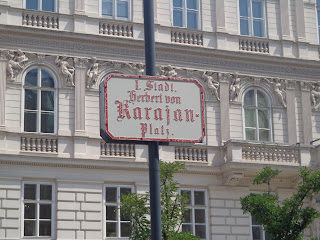 I. Stadt.
Herbert von
Karajan-
Platz.